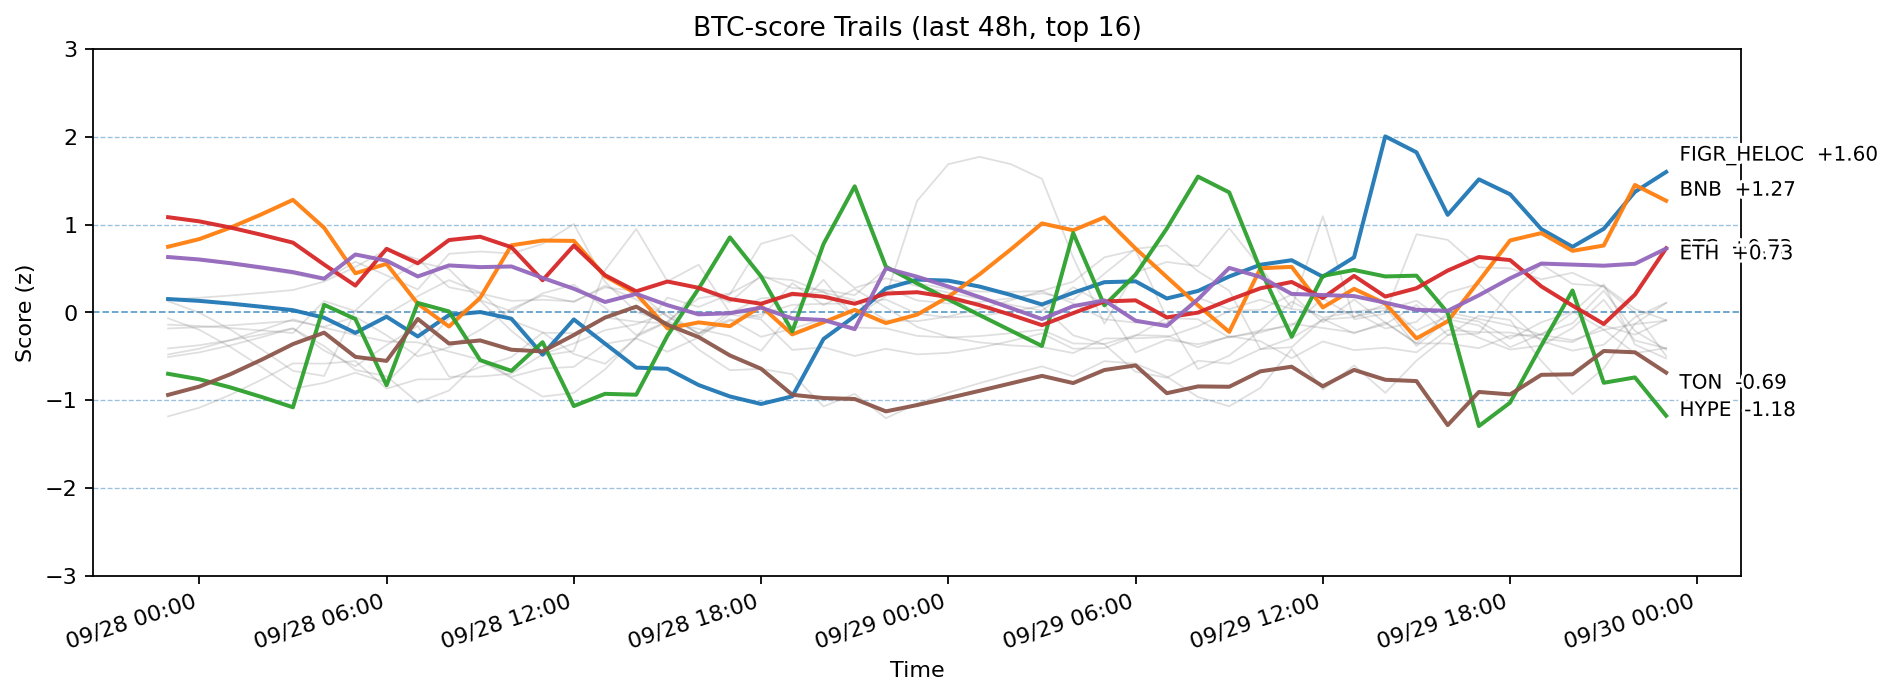 BTC-score Trails (last 48h, top 16)
Score (z)
3
2
1
0
−1
−2
−3
FIGR_HELOC +1.60
BNB +1.27
ETH +0.73
TON -0.69
HYPE -1.18
09/28 00:00
09/28 06:00
09/28 12:00
09/28 18:00
09/29 00:00
09/29 06:00
09/29 12:00
09/29 18:00
09/30 00:00
Time